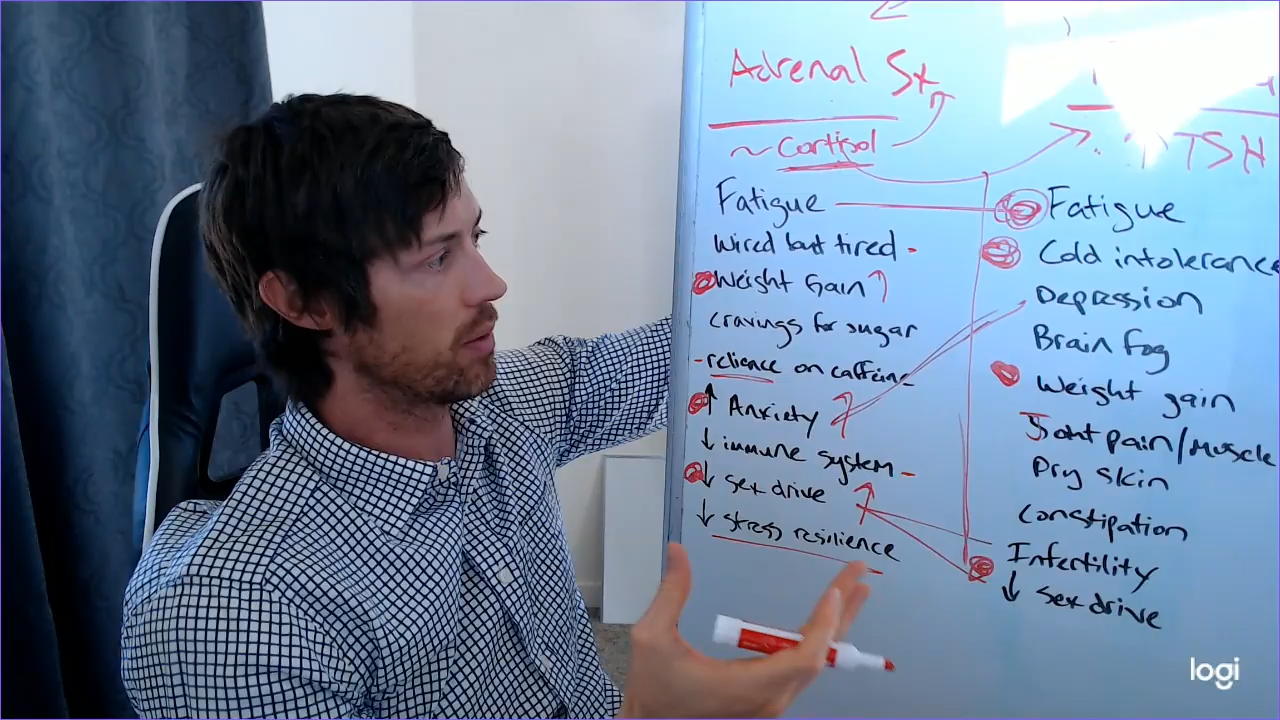 Adrenal Sx
~ Cortisol
Fatigue
Wired but tired -
Weight Gain ↑
Cravings for sugar
- reliance on caffeine
↑ Anxiety
↓ immune system -
↓ sex drive
↓ stress resilience
↑ TSH
Fatigue
Cold intolerance
Depression
Brain fog
Weight gain
Joint pain/Muscle
Dry skin
Constipation
Infertility
↓ sex drive
logi